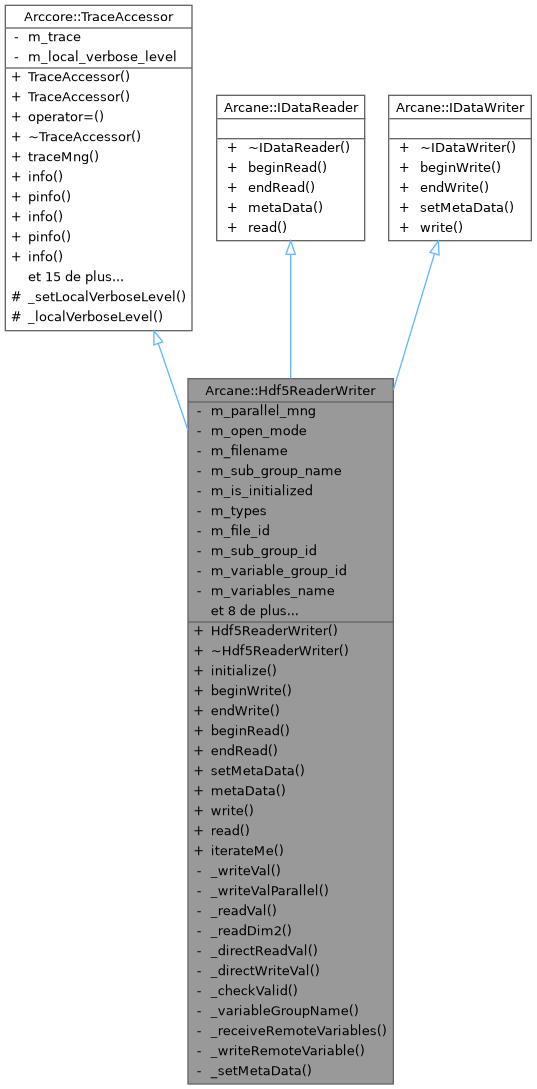 Arccore::TraceAccessor
- m_trace
- m_local_verbose_level
+ TraceAccessor()
+ TraceAccessor()
+ operator=()
+ ~TraceAccessor()
+ traceMng()
+ info()
+ pinfo()
+ info()
+ pinfo()
+ info()
et 15 de plus...
# _setLocalVerboseLevel()
# _localVerboseLevel()
Arcane::IDataReader
+ ~IDataReader()
+ beginRead()
+ endRead()
+ metaData()
+ read()
Arcane::IDataWriter
+ ~IDataWriter()
+ beginWrite()
+ endWrite()
+ setMetaData()
+ write()
Arcane::Hdf5ReaderWriter
- m_parallel_mng
- m_open_mode
- m_filename
- m_sub_group_name
- m_is_initialized
- m_types
- m_file_id
- m_sub_group_id
- m_variable_group_id
- m_variables_name
et 8 de plus...
+ Hdf5ReaderWriter()
+ ~Hdf5ReaderWriter()
+ initialize()
+ beginWrite()
+ endWrite()
+ beginRead()
+ endRead()
+ setMetaData()
+ metaData()
+ write()
+ read()
+ iterateMe()
- _writeVal()
- _writeValParallel()
- _readVal()
- _readDim2()
- _directReadVal()
- _directWriteVal()
- _checkValid()
- _variableGroupName()
- _receiveRemoteVariables()
- _writeRemoteVariable()
- _setMetaData()